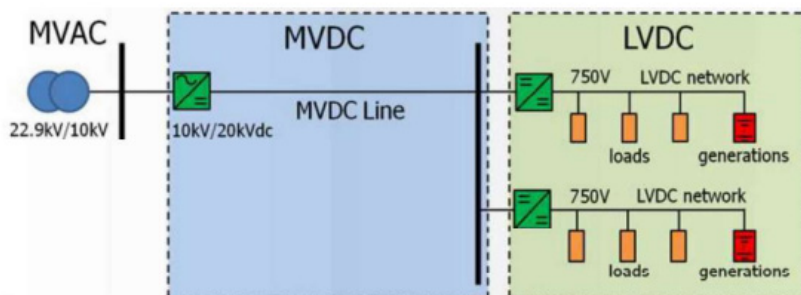 MVAC
MVDC
LVDC
750V LVDC network
MVDC Line
22.9kV/10kV
10kV/20kVdc
loads generations
750V LVDC network
loads generations